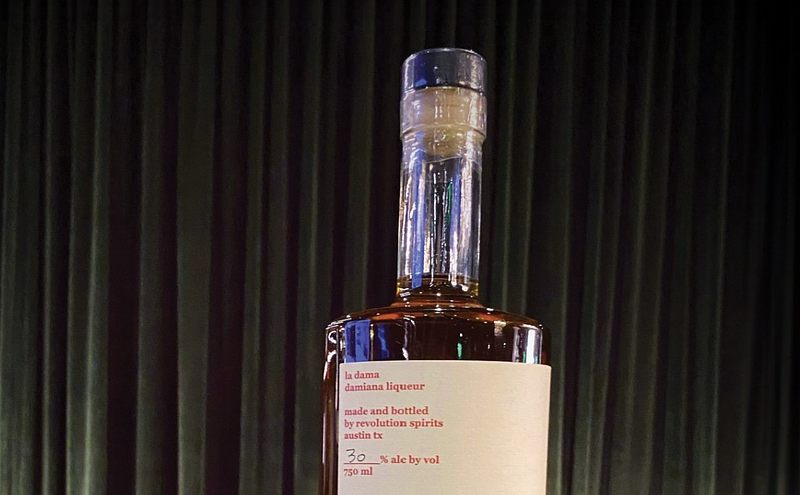 la dama
damiana liqueur
made and bottled
by revolution spirits
austin tx
30 % alc by vol
750 ml